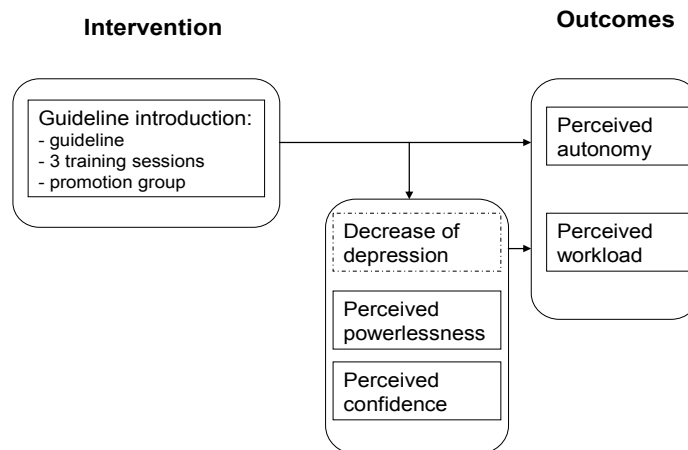 Intervention
Outcomes
Guideline introduction:
- guideline
- 3 training sessions
- promotion group
Perceived
autonomy
Perceived
workload
Decrease of
depression
Perceived
powerlessness
Perceived
confidence